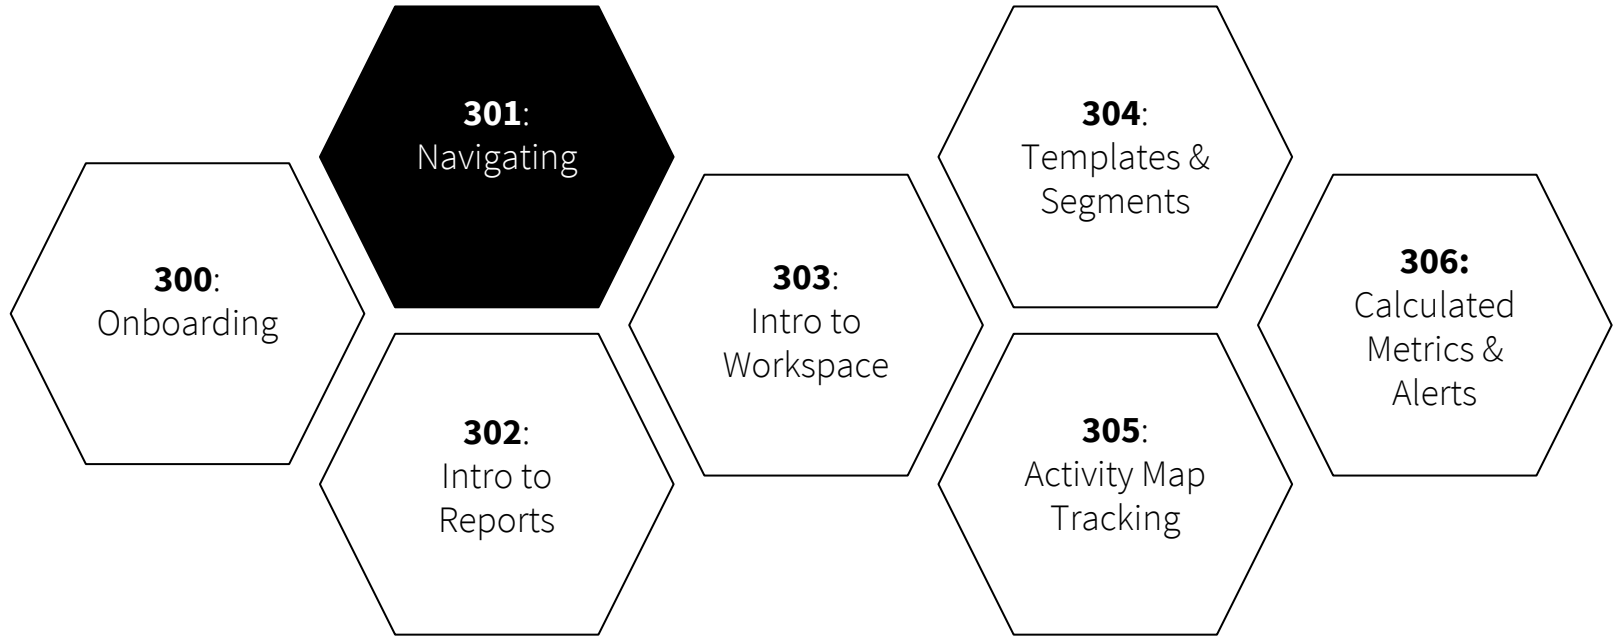 300:
Onboarding
301:
Navigating
302:
Intro to
Reports
303:
Intro to
Workspace
304:
Templates &
Segments
305:
Activity Map
Tracking
306:
Calculated
Metrics &
Alerts